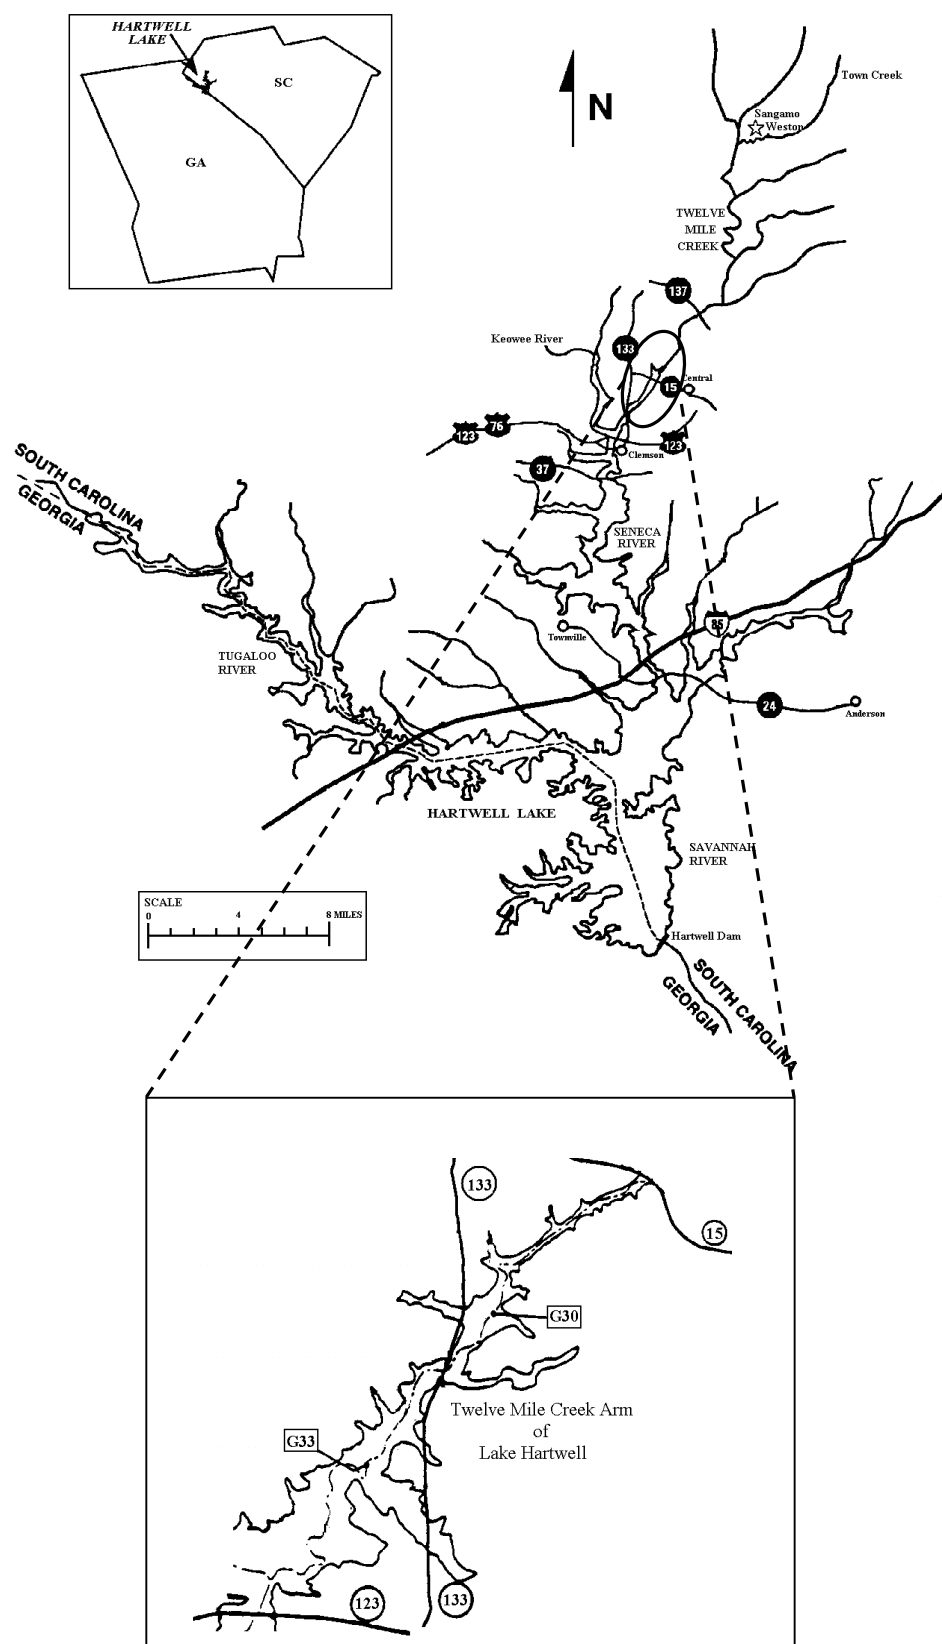 HARTWELL
LAKE
SC
GA
N
Town Creek
Sangamo
Weston
TWELVE
MILE
CREEK
137
Keowee River
133
15
Central
123
76
123
Clemson
37
SOUTH CAROLINA
GEORGIA
SENECA
RIVER
85
Townville
TUGALOO
RIVER
24
Anderson
HARTWELL LAKE
SAVANNAH
RIVER
SCALE
0 4 8 MILES
Hartwell Dam
SOUTH CAROLINA
GEORGIA
133
15
G30
Twelve Mile Creek Arm
of
Lake Hartwell
G33
123
133